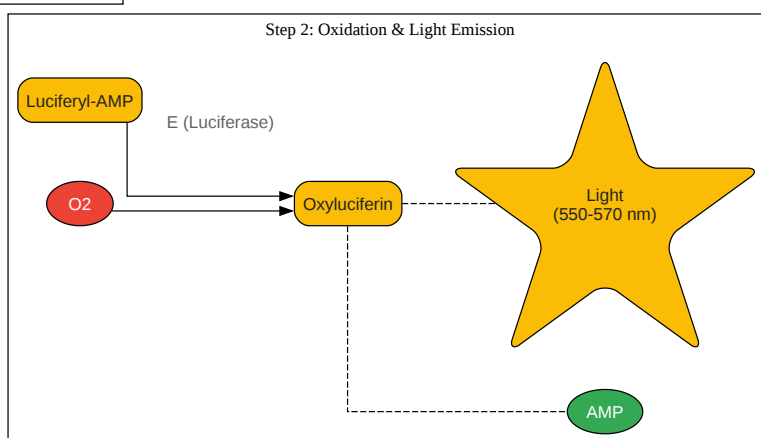 Step 2: Oxidation & Light Emission
Luciferyl-AMP
E (Luciferase)
O2
Oxyluciferin
Light
(550-570 nm)
AMP